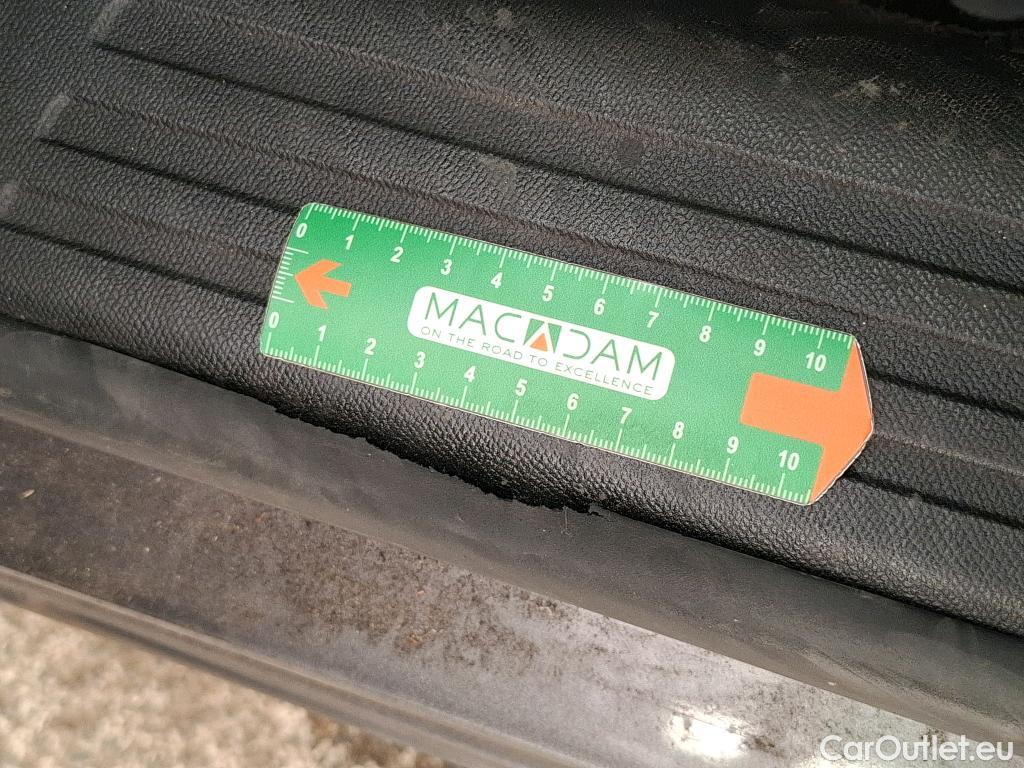 0 1 2 3 4 5 6 7 8 9 10
MACADAM
ON THE ROAD TO EXCELLENCE
0 1 2 3 4 5 6 7 8 9 10
CarOutlet.eu